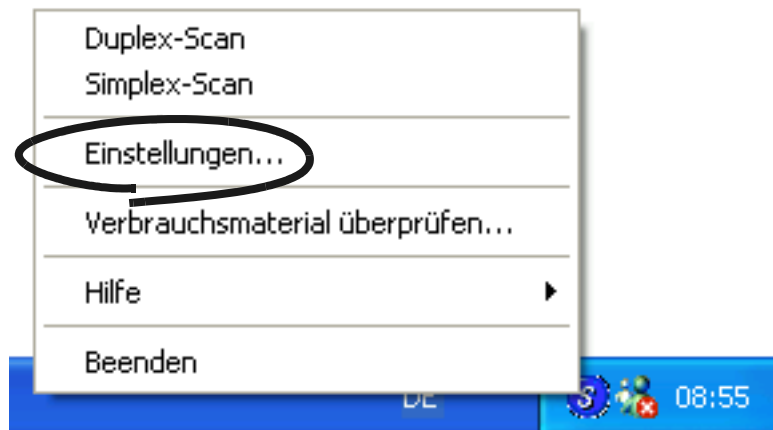 Duplex-Scan
Simplex-Scan
Einstellungen...
Verbrauchsmaterial überprüfen...
Hilfe
Beenden
DE
S
08:55